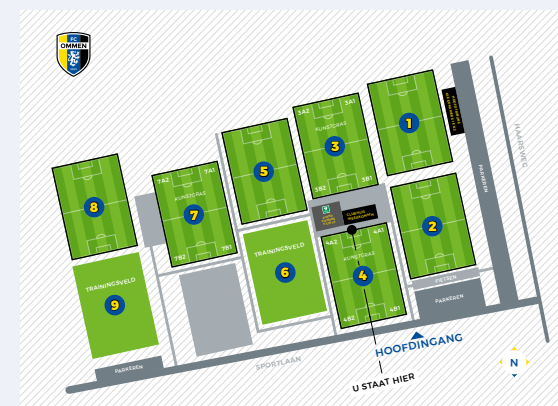 FC
OMMEN
1
HAARSWEG
PARKEREN
3A2
3A1
KUNSTGRAS
3
3B2
3B1
5
2
7A2
7A1
KUNSTGRAS
7
7B2
7B1
8
4A2
4A1
KUNSTGRAS
4
4B2
4B1
TRAININGSVELD
6
TRAININGSVELD
9
FIETSEN
PARKEREN
HOOFDINGANG
SPORTLAAN
PARKEREN
U STAAT HIER
N